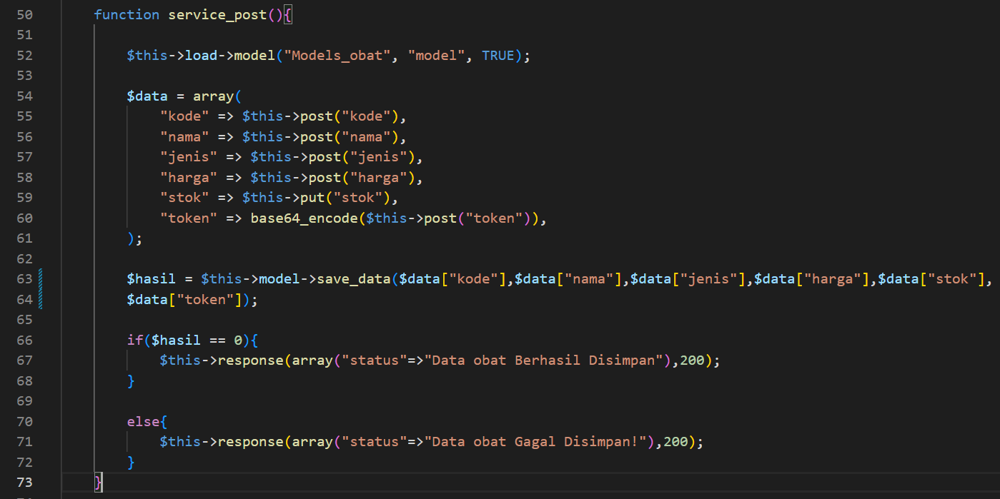 50 function service_post(){
51
52 $this->load->model("Models_obat", "model", TRUE);
53
54 $data = array(
55 "kode" => $this->post("kode"),
56 "nama" => $this->post("nama"),
57 "jenis" => $this->post("jenis"),
58 "harga" => $this->post("harga"),
59 "stok" => $this->put("stok"),
60 "token" => base64_encode($this->post("token")),
61 );
62
63 $hasil = $this->model->save_data($data["kode"],$data["nama"],$data["jenis"],$data["harga"],$data["stok"],
64 $data["token"]);
65
66 if($hasil == 0){
67 $this->response(array("status"=>"Data obat Berhasil Disimpan"),200);
68 }
69
70 else{
71 $this->response(array("status"=>"Data obat Gagal Disimpan!"),200);
72 }
73 }